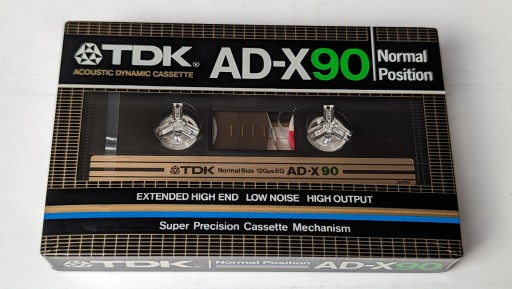 TDK® AD-X90 Normal Position
ACOUSTIC DYNAMIC CASSETTE
TDK Normal Bias 120μs EQ AD-X 90
EXTENDED HIGH END LOW NOISE HIGH OUTPUT
Super Precision Cassette Mechanism
TDK Normal Position AD-X90